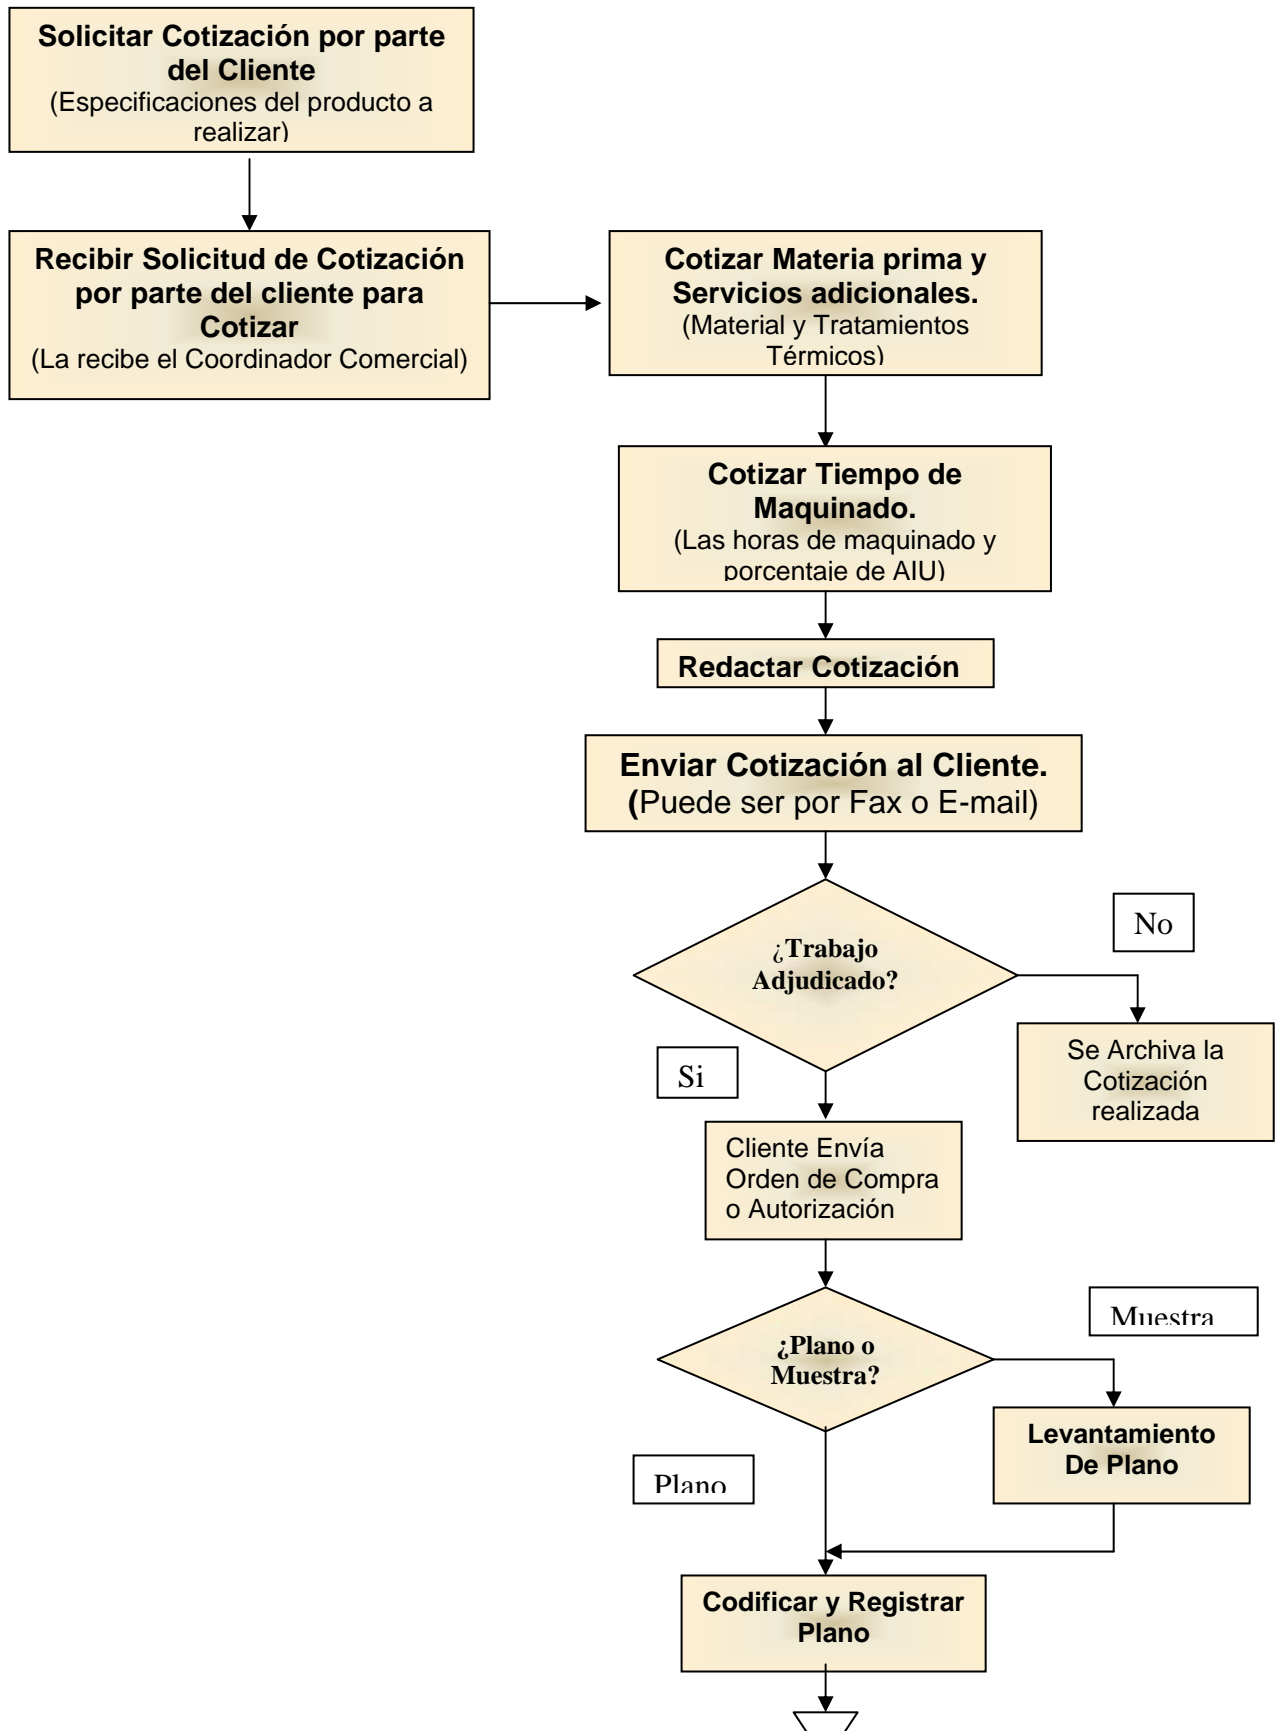 Solicitar Cotización por parte
del Cliente
(Especificaciones del producto a
realizar)
Recibir Solicitud de Cotización
por parte del cliente para
Cotizar
(La recibe el Coordinador Comercial)
Cotizar Materia prima y
Servicios adicionales.
(Material y Tratamientos
Térmicos)
Cotizar Tiempo de
Maquinado.
(Las horas de maquinado y
porcentaje de AIU)
Redactar Cotización
Enviar Cotización al Cliente.
(Puede ser por Fax o E-mail)
¿Trabajo
Adjudicado?
No
Se Archiva la
Cotización
realizada
Si
Cliente Envía
Orden de Compra
o Autorización
¿Plano o
Muestra?
Muestra
Levantamiento
De Plano
Plano
Codificar y Registrar
Plano